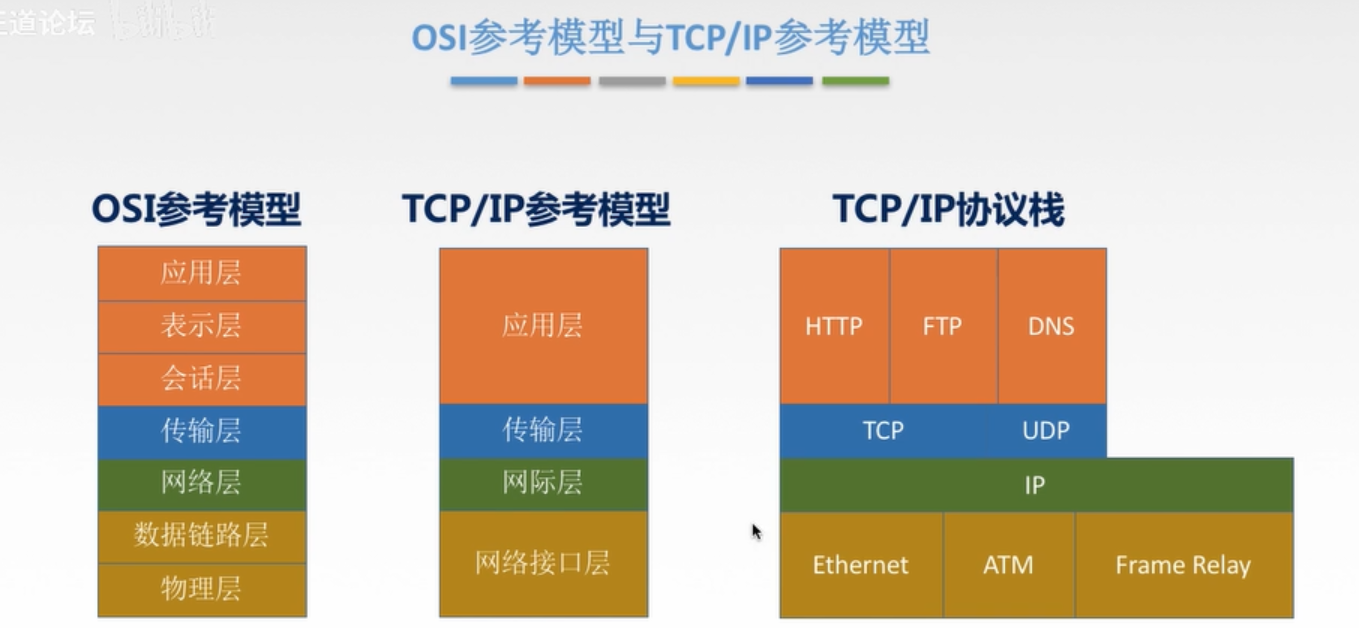 王道论坛
OSI参考模型与TCP/IP参考模型
OSI参考模型
应用层
表示层
会话层
传输层
网络层
数据链路层
物理层
TCP/IP参考模型
应用层
传输层
网际层
网络接口层
TCP/IP协议栈
HTTP FTP DNS
TCP UDP
IP
Ethernet ATM Frame Relay